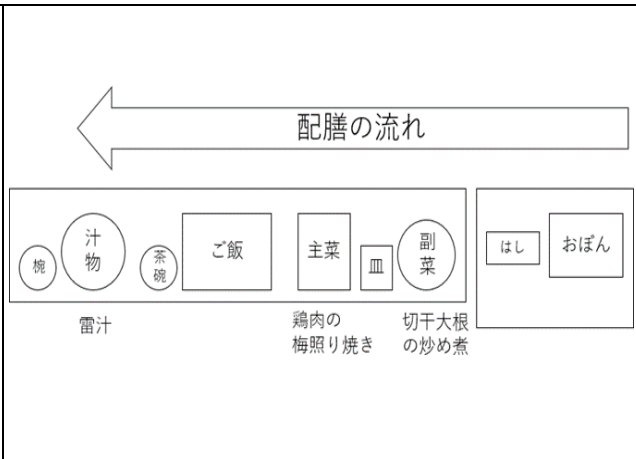 配膳の流れ
椀
汁
物
茶
碗
ご飯
主菜
皿
副
菜
はし
おぼん
雷汁
鶏肉の
梅照り焼き
切干大根
の炒め煮